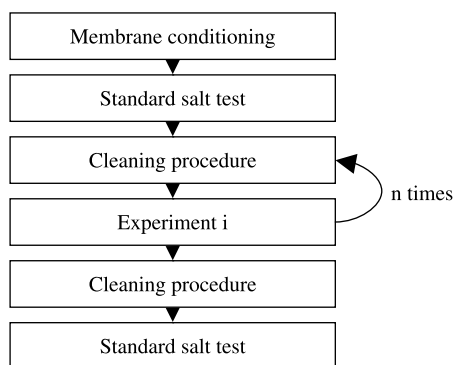 Membrane conditioning
Standard salt test
Cleaning procedure
Experiment i
n times
Cleaning procedure
Standard salt test